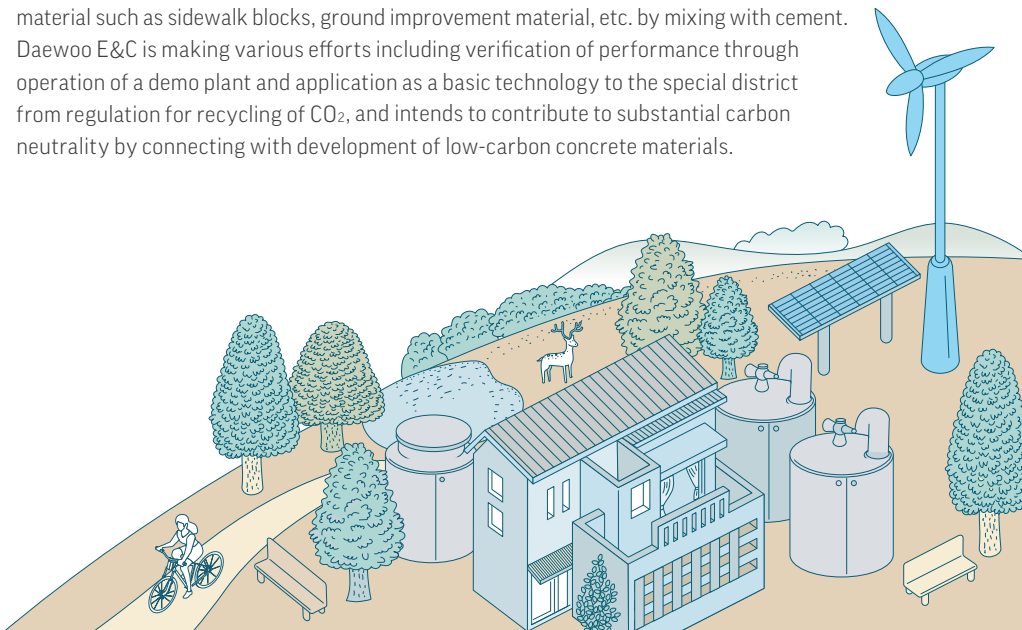 material such as sidewalk blocks, ground improvement material, etc. by mixing with cement.
Daewoo E&C is making various efforts including verification of performance through
operation of a demo plant and application as a basic technology to the special district
from regulation for recycling of CO₂, and intends to contribute to substantial carbon
neutrality by connecting with development of low-carbon concrete materials.